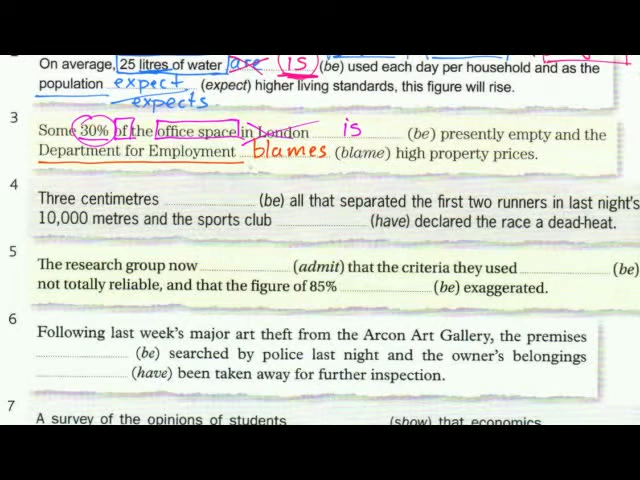 On average, 25 litres of water are is (be) used each day per household and as the
population expect (expect) higher living standards, this figure will rise.
expects
3
Some 30% of the office space in London is (be) presently empty and the
Department for Employment blames (blame) high property prices.
4
Three centimetres .................... (be) all that separated the first two runners in last night's
10,000 metres and the sports club .................... (have) declared the race a dead-heat.
5
The research group now .................... (admit) that the criteria they used .................... (be)
not totally reliable, and that the figure of 85% .................... (be) exaggerated.
6
Following last week's major art theft from the Arcon Art Gallery, the premises
.................... (be) searched by police last night and the owner's belongings
.................... (have) been taken away for further inspection.
7
A survey of the opinions of students .................... (show) that economics